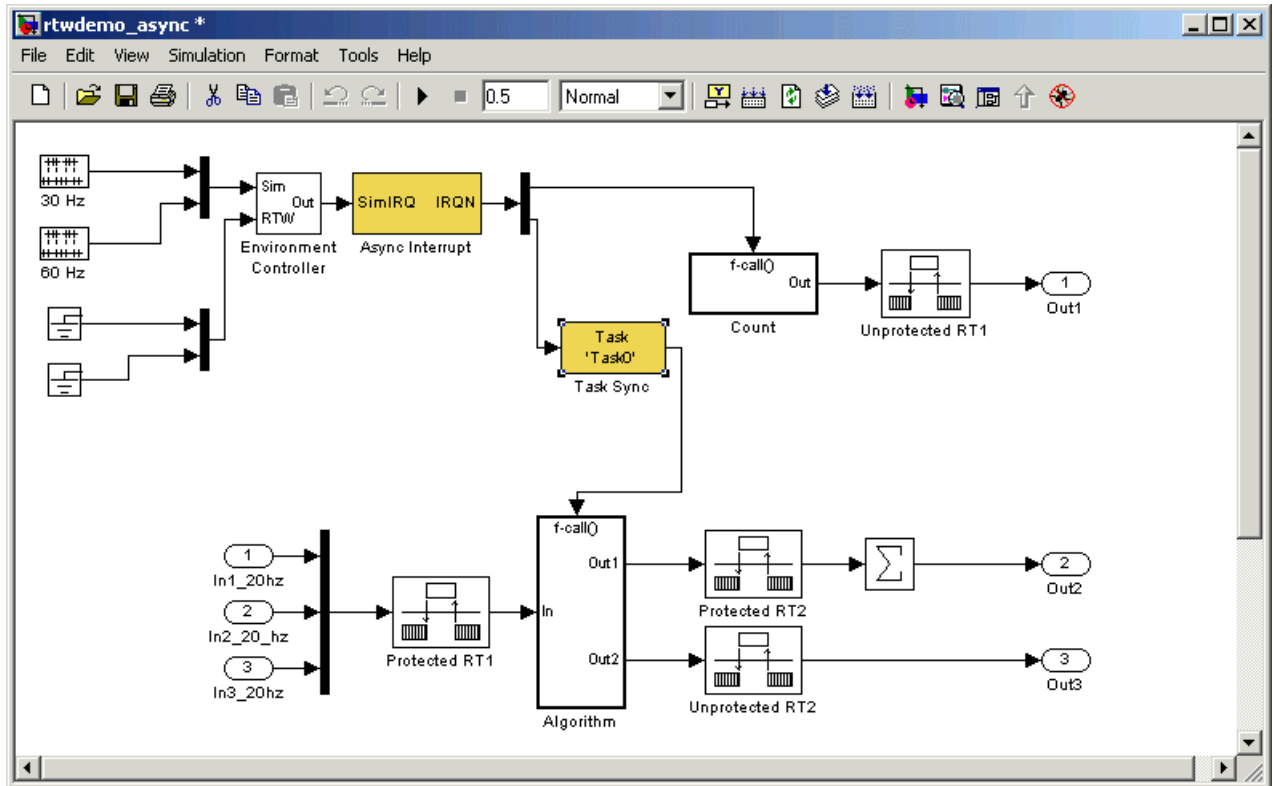 rtwdemo_async *
File Edit View Simulation Format Tools Help
0.5 Normal
30 Hz
60 Hz
Sim
Out
RTW
Environment
Controller
SimIRQ IRQN
Async Interrupt
f-call()
Out
Count
Unprotected RT1
1
Out1
Task
'Task0'
Task Sync
1
In1_20hz
2
In2_20_hz
3
In3_20hz
Protected RT1
f-call()
Out1
In
Out2
Algorithm
Protected RT2
Σ
2
Out2
Unprotected RT2
3
Out3